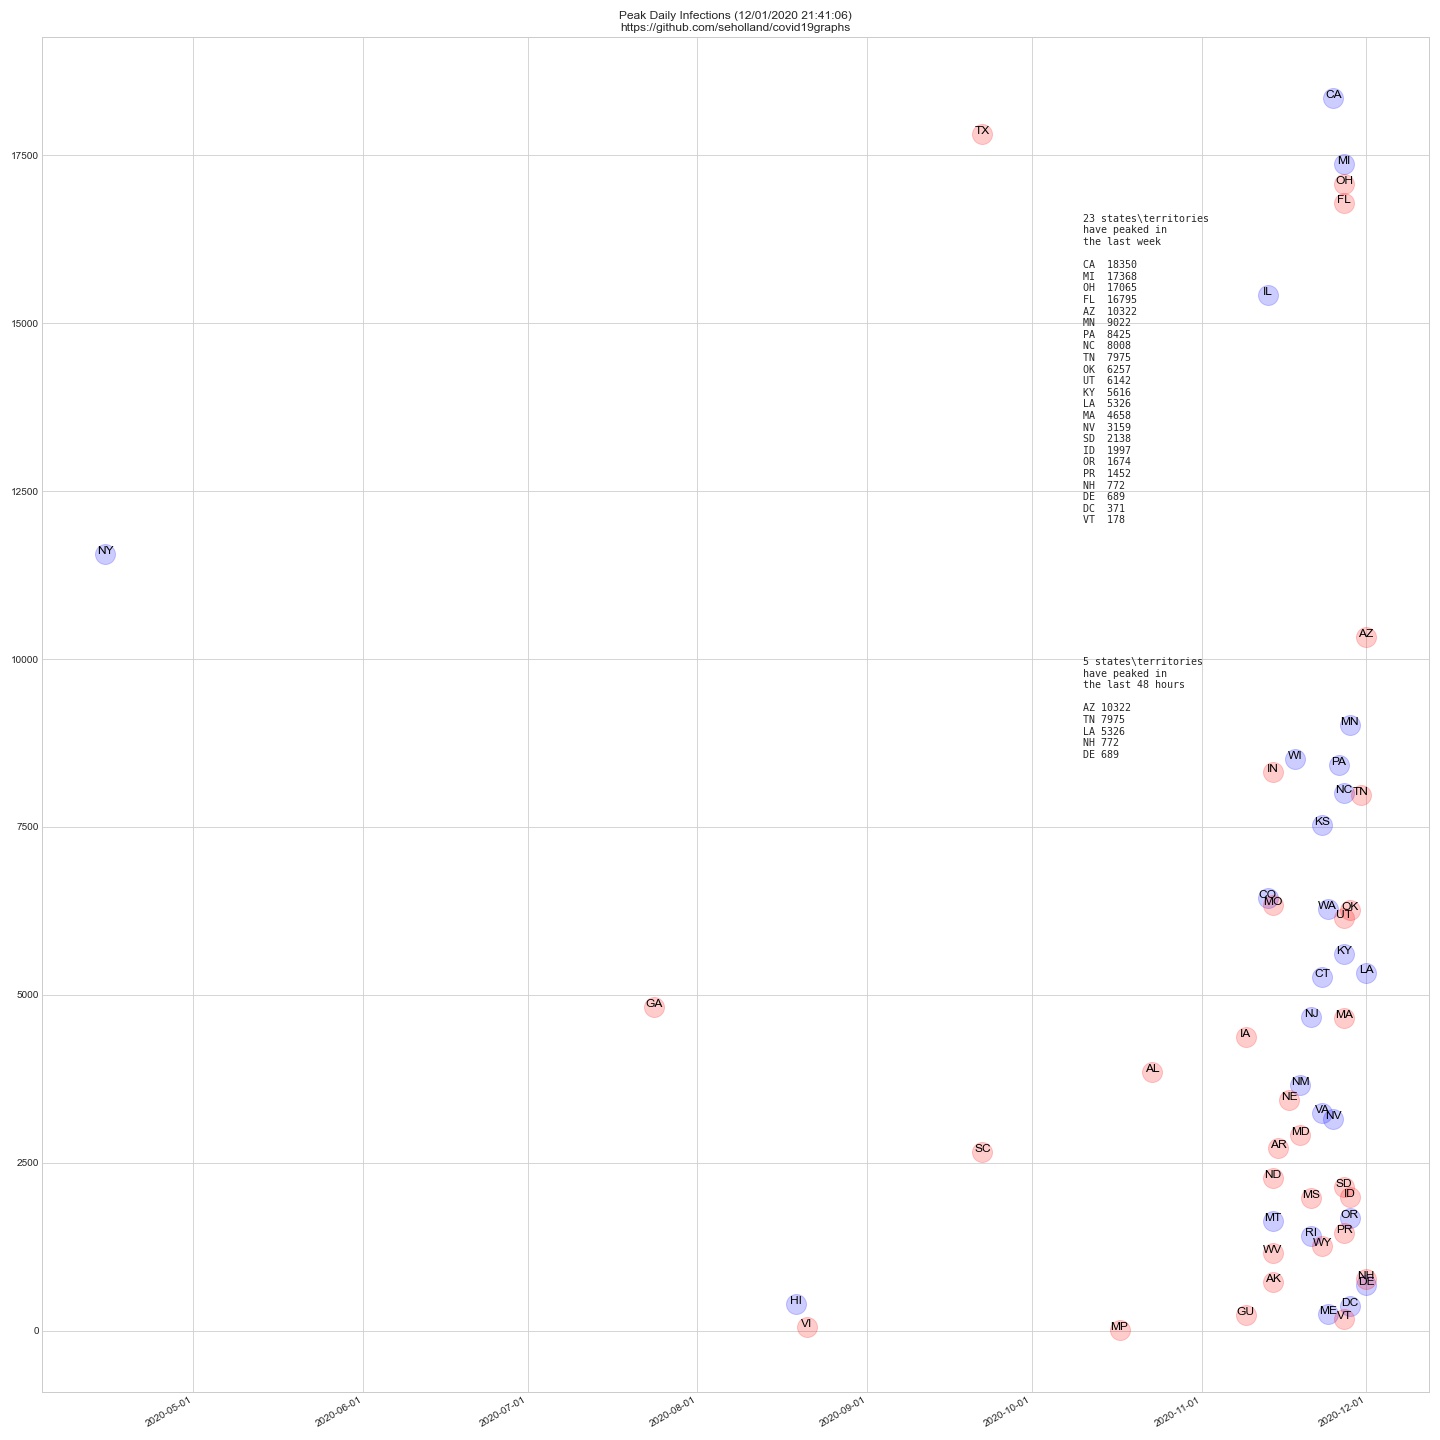 Peak Daily Infections (12/01/2020 21:41:06)
https://github.com/seholland/covid19graphs
CA
TX
17500
MI
OH
FL
23 states\territories
have peaked in
the last week
CA 18350
MI 17368
OH 17065
FL 16795
AZ 10322
MN 9022
PA 8425
NC 8008
TN 7975
OK 6257
UT 6142
KY 5616
LA 5326
MA 4658
NV 3159
SD 2138
ID 1997
OR 1674
PR 1452
NH 772
DE 689
DC 371
VT 178
IL
15000
12500
NY
AZ
10000
5 states\territories
have peaked in
the last 48 hours
AZ 10322
TN 7975
LA 5326
NH 772
DE 689
MN
WI
PA
IN
NC
TN
7500
KS
CO
MO
WA
OK
UT
KY
LA
CT
5000
GA
NJ
MA
IA
AL
NM
NE
VA
NV
MD
AR
SC
2500
ND
SD
ID
MS
OR
MT
PR
RI
WY
WV
NH
AK
DE
HI
DC
GU
ME
VT
VI
MP
0
2020-05-01
2020-06-01
2020-07-01
2020-08-01
2020-09-01
2020-10-01
2020-11-01
2020-12-01